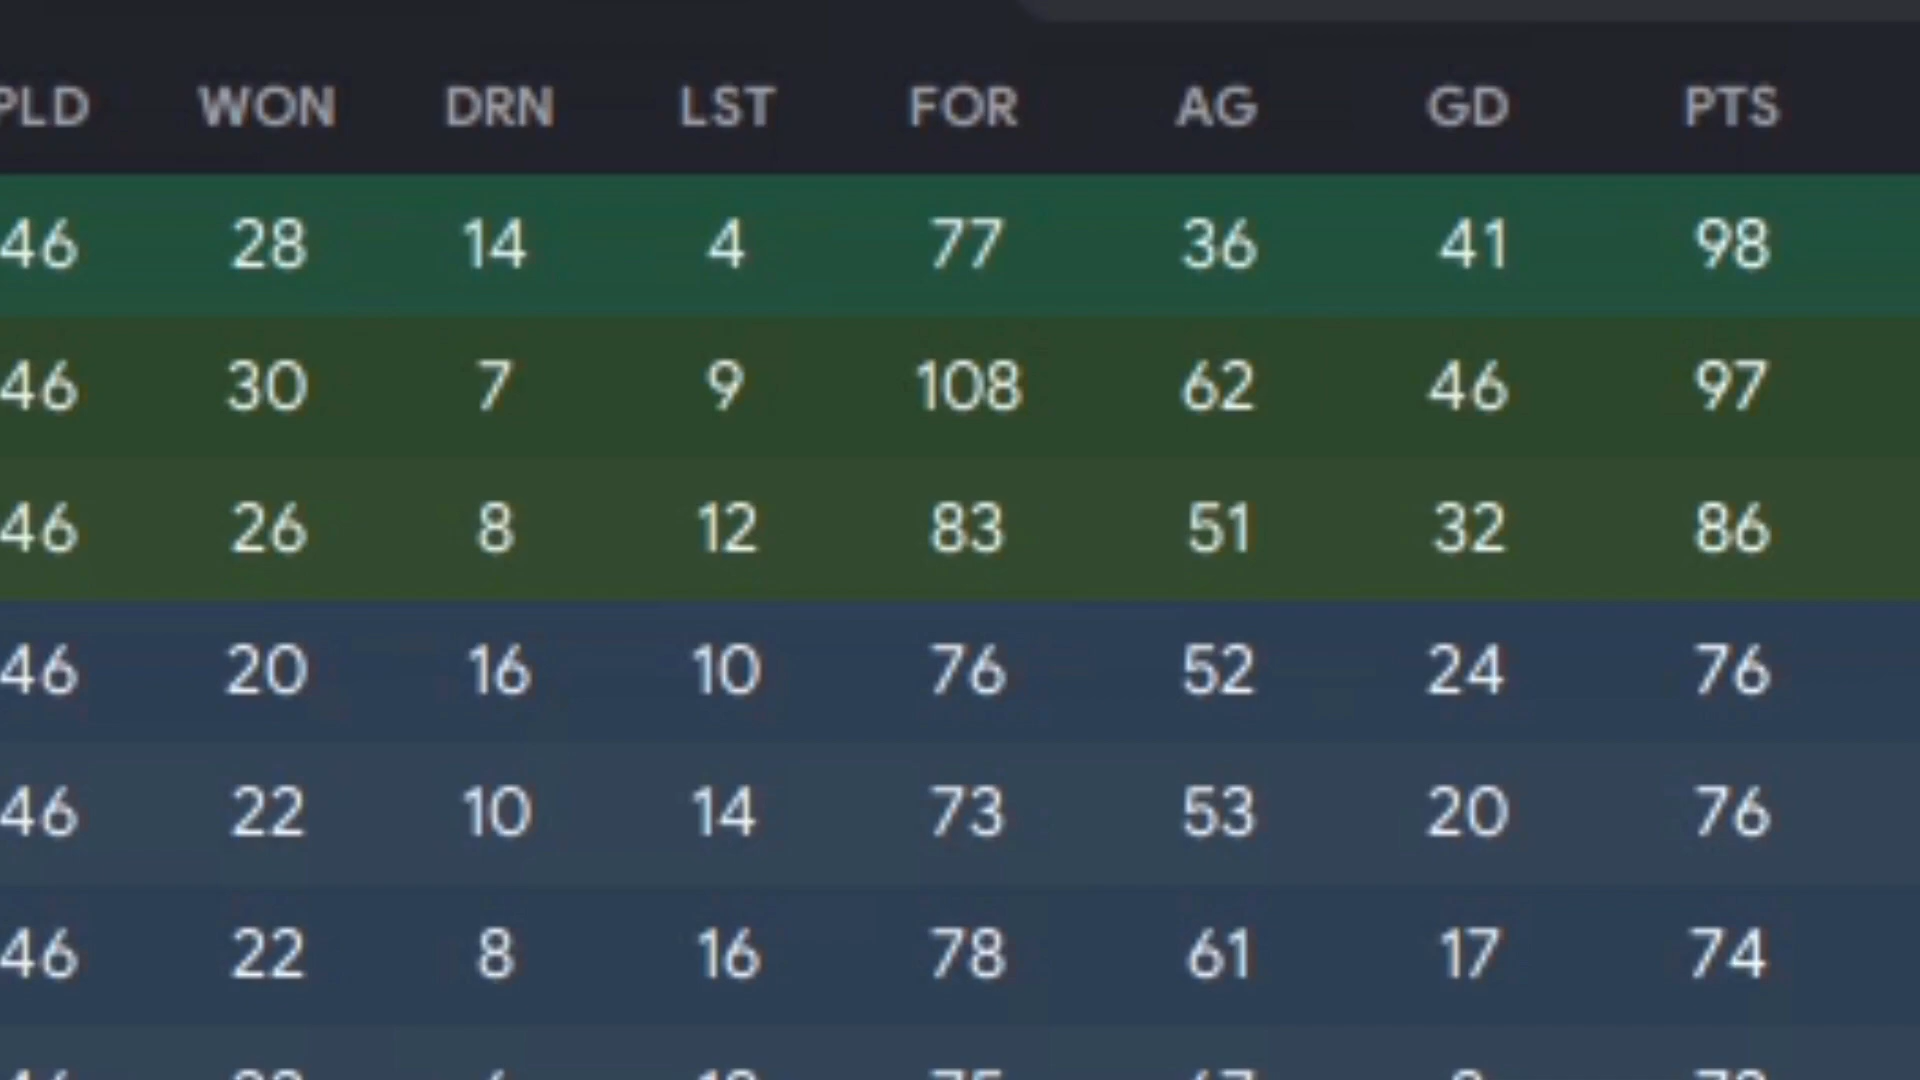 PLD WON DRN LST FOR AG GD PTS
46 28 14 4 77 36 41 98
46 30 7 9 108 62 46 97
46 26 8 12 83 51 32 86
46 20 16 10 76 52 24 76
46 22 10 14 73 53 20 76
46 22 8 16 78 61 17 74